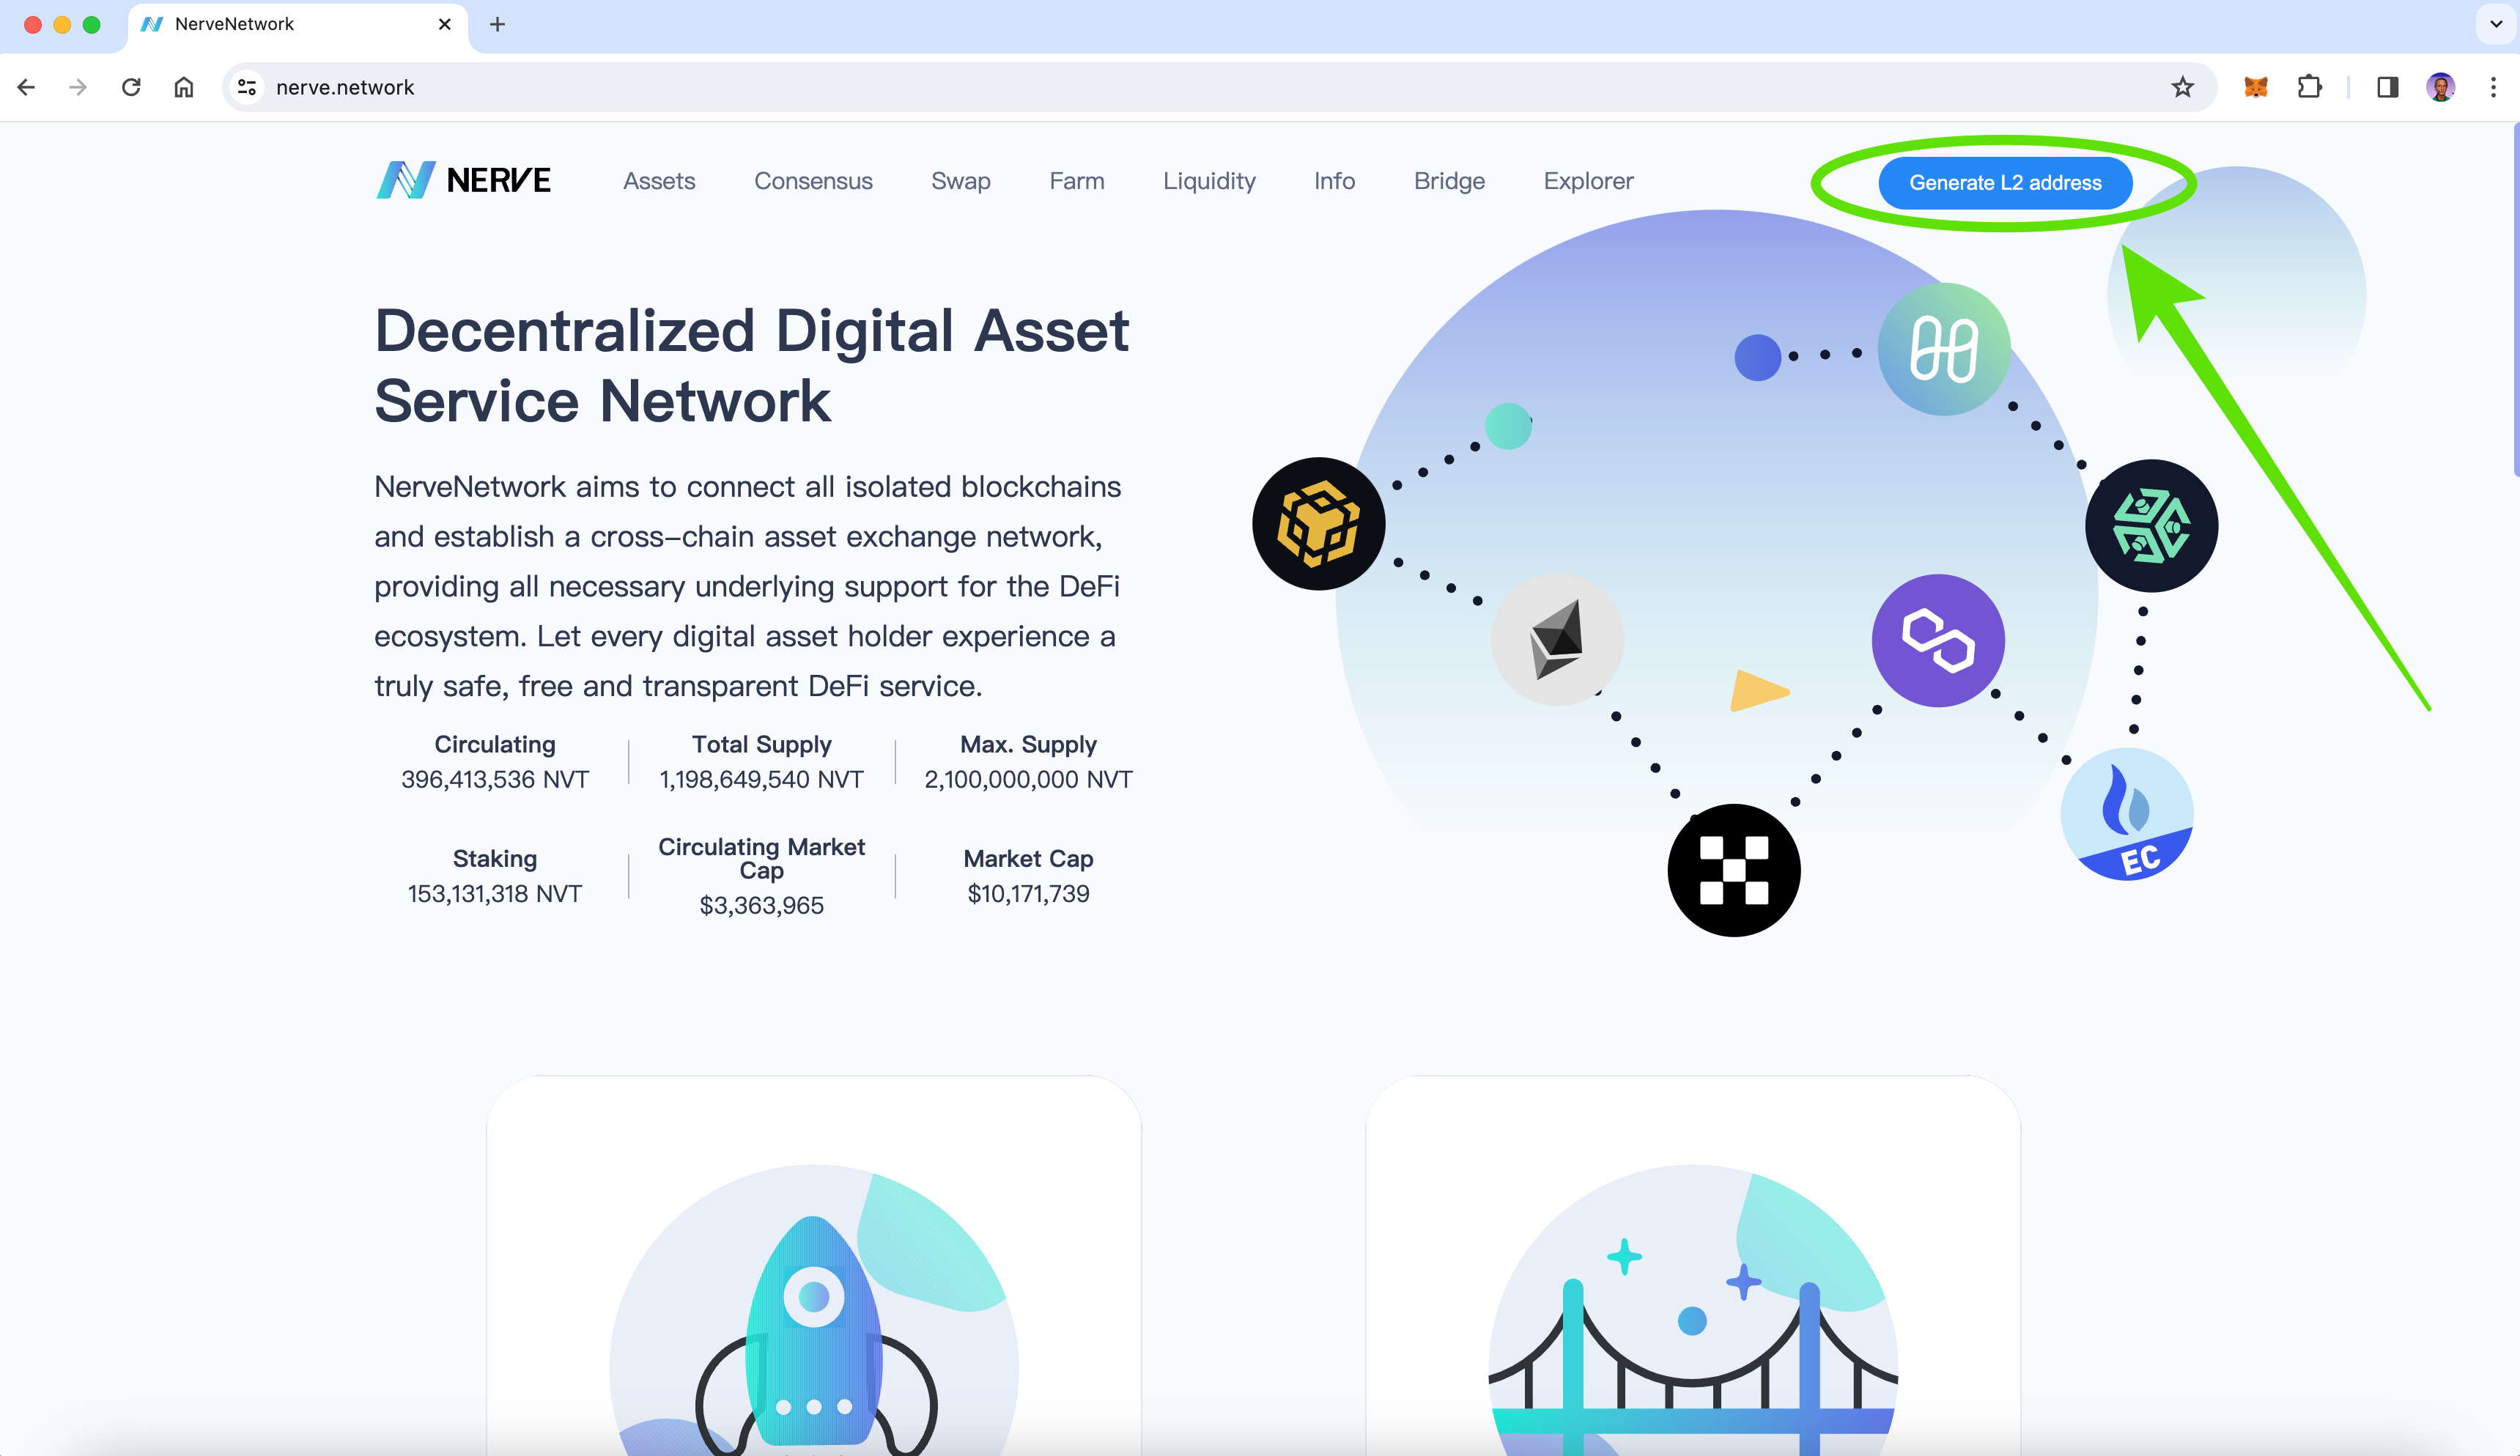 NerveNetwork
nerve.network
NERVE
Assets
Consensus
Swap
Farm
Liquidity
Info
Bridge
Explorer
Generate L2 address
Decentralized Digital Asset
Service Network
NerveNetwork aims to connect all isolated blockchains
and establish a cross-chain asset exchange network,
providing all necessary underlying support for the DeFi
ecosystem. Let every digital asset holder experience a
truly safe, free and transparent DeFi service.
Circulating
396,413,536 NVT
Total Supply
1,198,649,540 NVT
Max. Supply
2,100,000,000 NVT
Staking
153,131,318 NVT
Circulating Market
Cap
$3,363,965
Market Cap
$10,171,739
EC